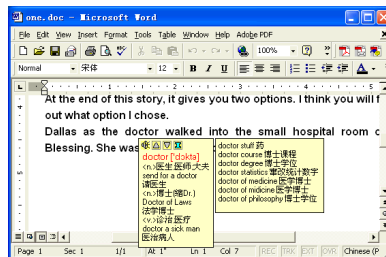 one.doc - Microsoft Word
File Edit View Insert Format Tools Table Window Help Adobe PDF
100%
Normal 宋体 12 B I U A
At the end of this story, it gives you two options. I think you will f
out what option I chose.
Dallas as the doctor walked into the small hospital room o
Blessing. She was
doctor ['dɔktə]
<n.>医生医师大夫
send for a doctor
请医生
<n.>博士(略Dr.)
Doctor of Laws
法学博士
<v.>诊治.医疗
doctor a sick man
医治病人
doctor stuff 药
doctor course 博士课程
doctor degree 博士学位
doctor statistics 窜改统计数字
doctor of medicine 医学博士
doctor of midicine 医学博士
doctor of philosophy 博士学位
Page 1 Sec 1 1/1 At 1" Ln 1 Col 7 REC TRK EXT OVR Chinese (P